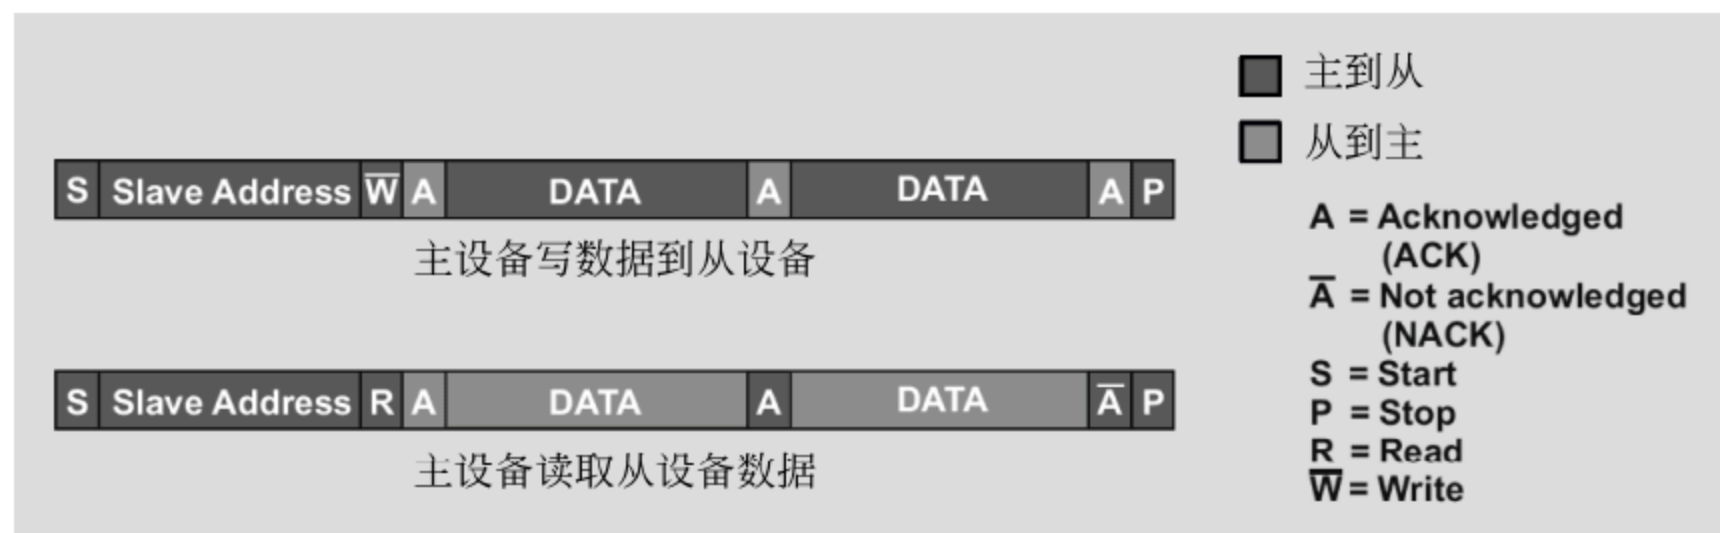 主到从
从到主
S Slave Address W̅ A DATA A DATA A P
主设备写数据到从设备
S Slave Address R A DATA A DATA A̅ P
主设备读取从设备数据
A = Acknowledged
(ACK)
A̅ = Not acknowledged
(NACK)
S = Start
P = Stop
R = Read
W̅ = Write